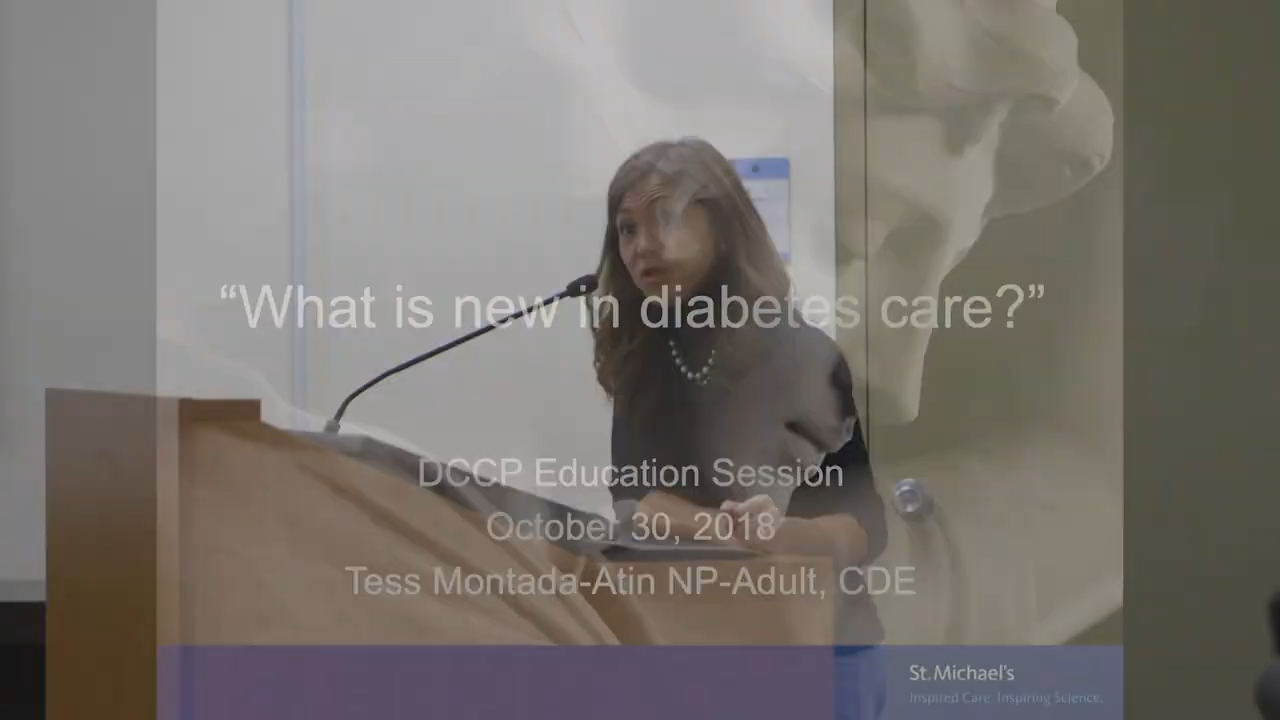 “What is new in diabetes care?”
DCCP Education Session
October 30, 2018
Tess Montada-Atin NP-Adult, CDE
St. Michael's
Inspired Care. Inspiring Science.